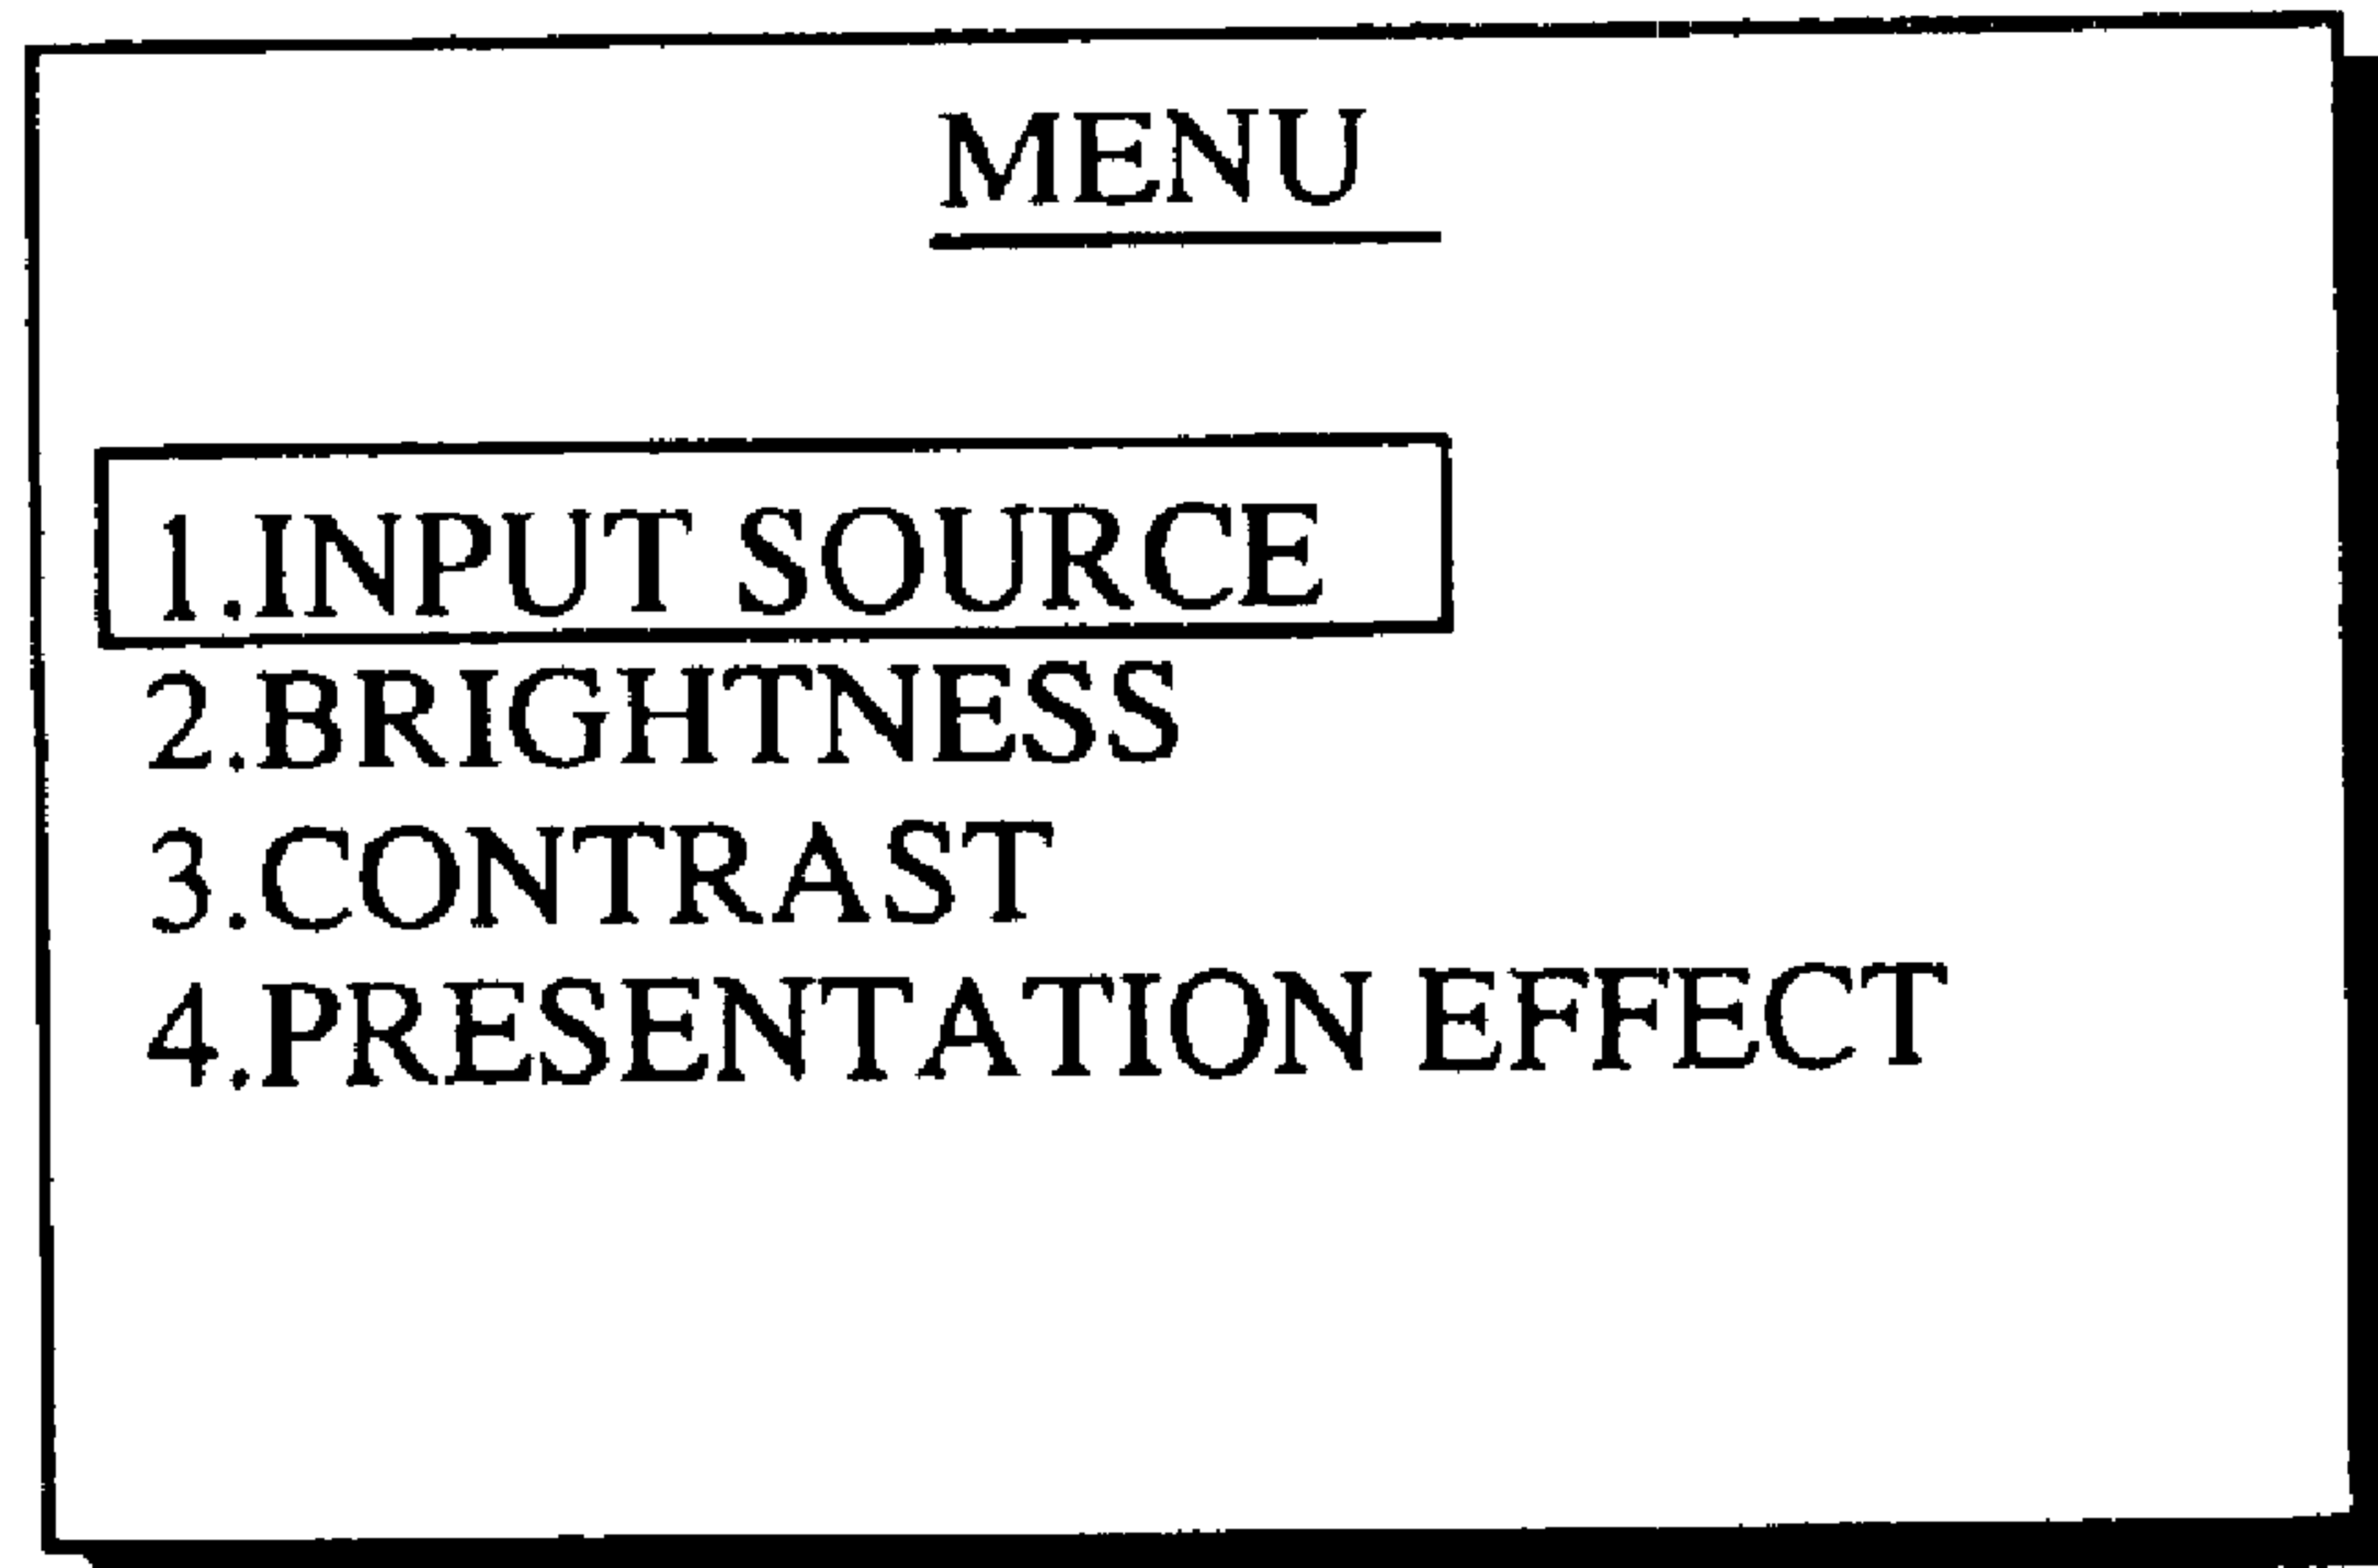 MENU
1.INPUT SOURCE
2.BRIGHTNESS
3.CONTRAST
4.PRESENTATION EFFECT